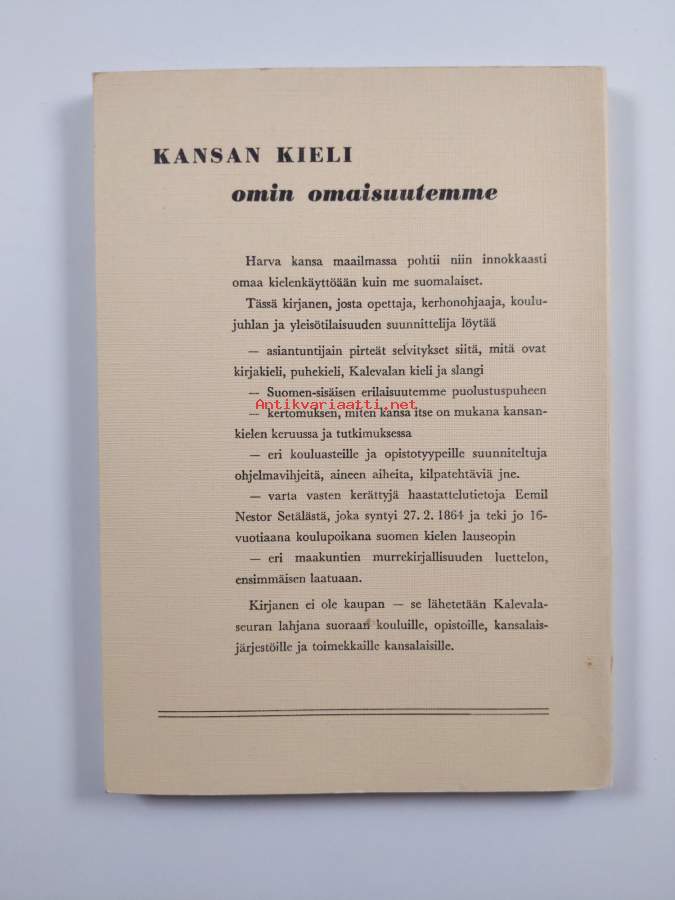 KANSAN KIELI
omin omaisuutemme
Harva kansa maailmassa pohtii niin innokkaasti
omaa kielenkäyttöään kuin me suomalaiset.
Tässä kirjanen, josta opettaja, kerhonohjaaja, koulu-
juhlan ja yleisötilaisuuden suunnittelija löytää
— asiantuntijain pirteät selvitykset siitä, mitä ovat
kirjakieli, puhekieli, Kalevalan kieli ja slangi
— Suomen-sisäisen erilaisuutemme puolustuspuheen
Antikvariaatti.net
— kertomuksen, miten kansa itse on mukana kansan-
kielen keruussa ja tutkimuksessa
— eri kouluasteille ja opistotyypeille suunniteltuja
ohjelmavihjeitä, aineen aiheita, kilpatehtäviä jne.
— varta vasten kerättyjä haastattelutietoja Eemil
Nestor Setälästä, joka syntyi 27. 2. 1864 ja teki jo 16-
vuotiaana koulupoikana suomen kielen lauseopin
— eri maakuntien murrekirjallisuuden luettelon,
ensimmäisen laatuaan.
Kirjanen ei ole kaupan — se lähetetään Kalevala-
seuran lahjana suoraan kouluille, opistoille, kansalais-
järjestöille ja toimekkaille kansalaisille.